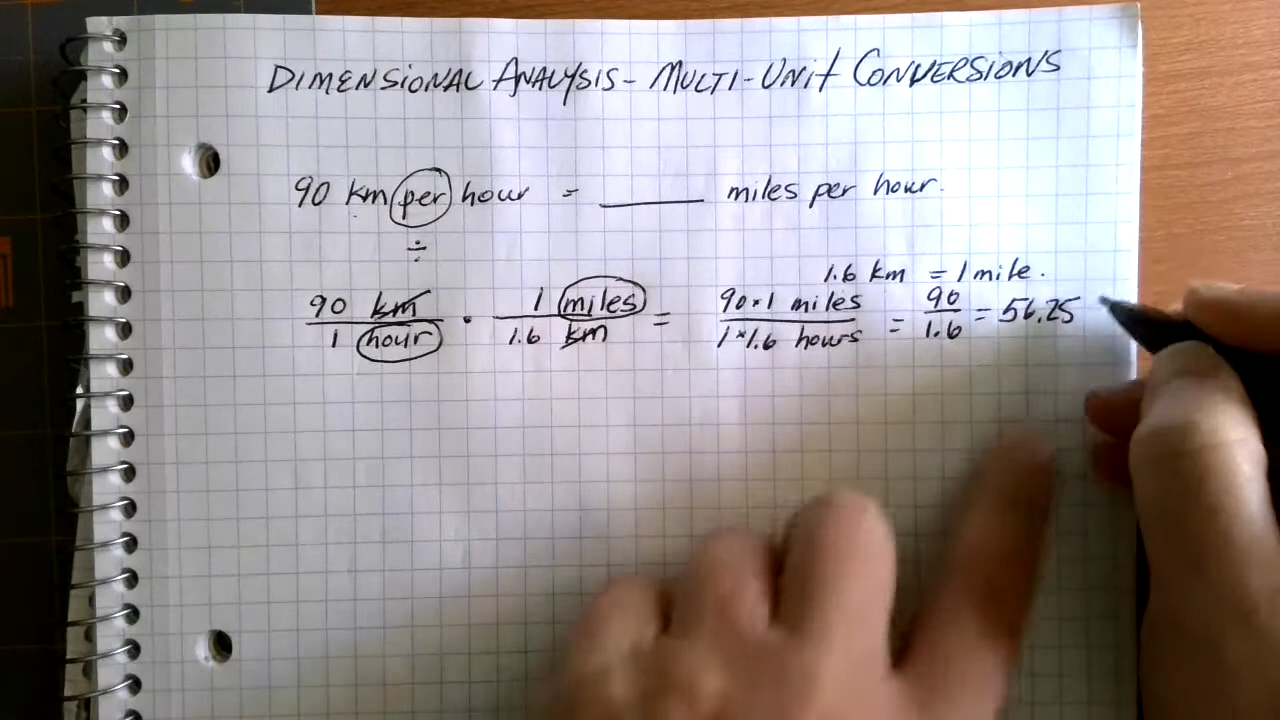 DIMENSIONAL ANALYSIS - MULTI-UNIT CONVERSIONS
90 km per hour = ______ miles per hour.
÷
1.6 km = 1 mile.
90 km / 1 hour · 1 miles / 1.6 km = 90×1 miles / 1×1.6 hours = 90 / 1.6 = 56.25